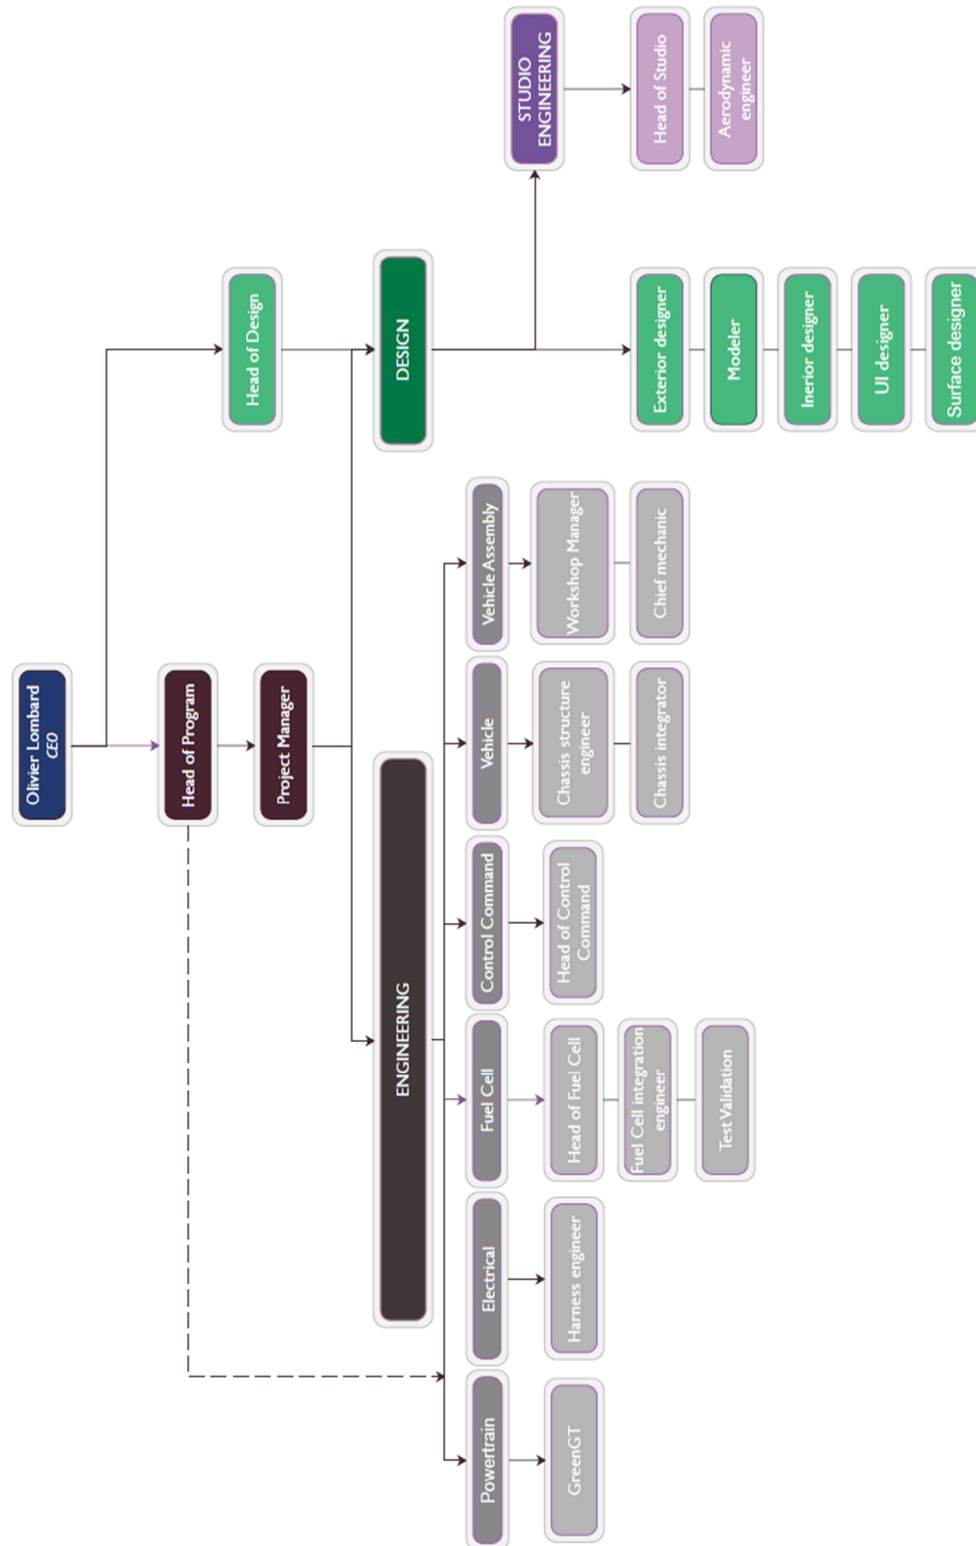 Olivier Lombard
CEO
Head of Program
Project Manager
Head of Design
ENGINEERING
DESIGN
STUDIO
ENGINEERING
Powertrain
Electrical
Fuel Cell
Control Command
Vehicle
Vehicle Assembly
GreenGT
Harness engineer
Head of Fuel Cell
Fuel Cell integration
engineer
Test Validation
Head of Control
Command
Chassis structure
engineer
Chassis integrator
Workshop Manager
Chief mechanic
Exterior designer
Modeler
Inerior designer
UI designer
Surface designer
Head of Studio
Aerodynamic
engineer